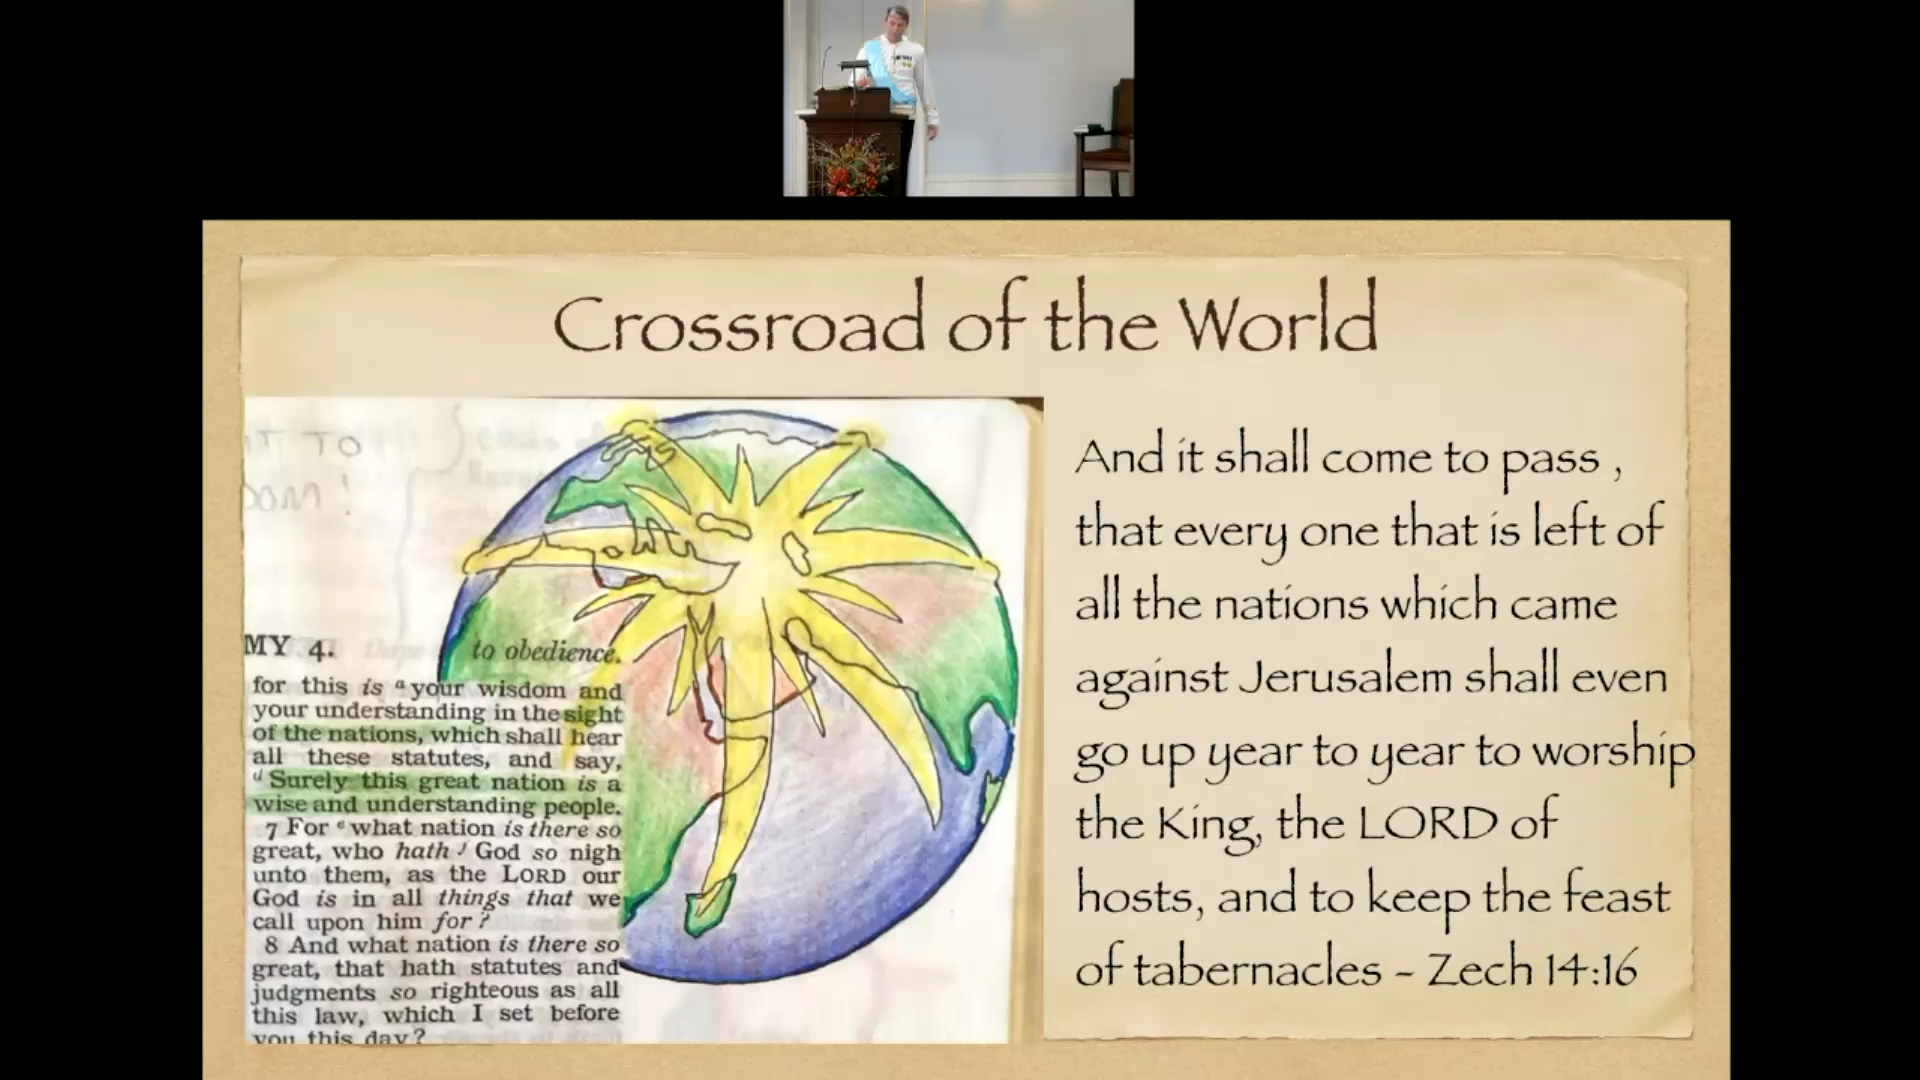 Crossroad of the World
IT TO
MY 4.
to obedience.
for this is ᵃ your wisdom and
your understanding in the sight
of the nations, which shall hear
all these statutes, and say,
ᵈ Surely this great nation is a
wise and understanding people.
7 For ᵉ what nation is there so
great, who hath ᶠ God so nigh
unto them, as the LORD our
God is in all things that we
call upon him for?
8 And what nation is there so
great, that hath statutes and
judgments so righteous as all
this law, which I set before
you this day?
And it shall come to pass ,
that every one that is left of
all the nations which came
against Jerusalem shall even
go up year to year to worship
the King, the LORD of
hosts, and to keep the feast
of tabernacles - Zech 14:16